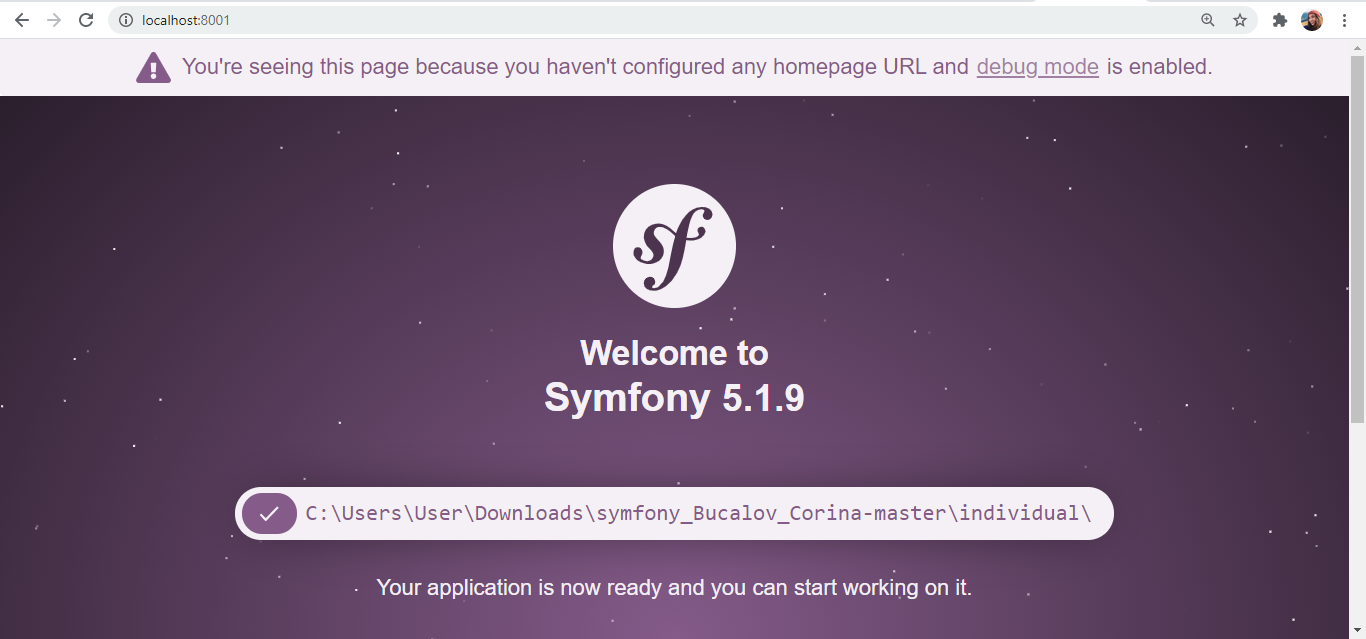 localhost:8001
You're seeing this page because you haven't configured any homepage URL and debug mode is enabled.
sf
Welcome to
Symfony 5.1.9
C:\Users\User\Downloads\symfony_Bucalov_Corina-master\individual\
Your application is now ready and you can start working on it.